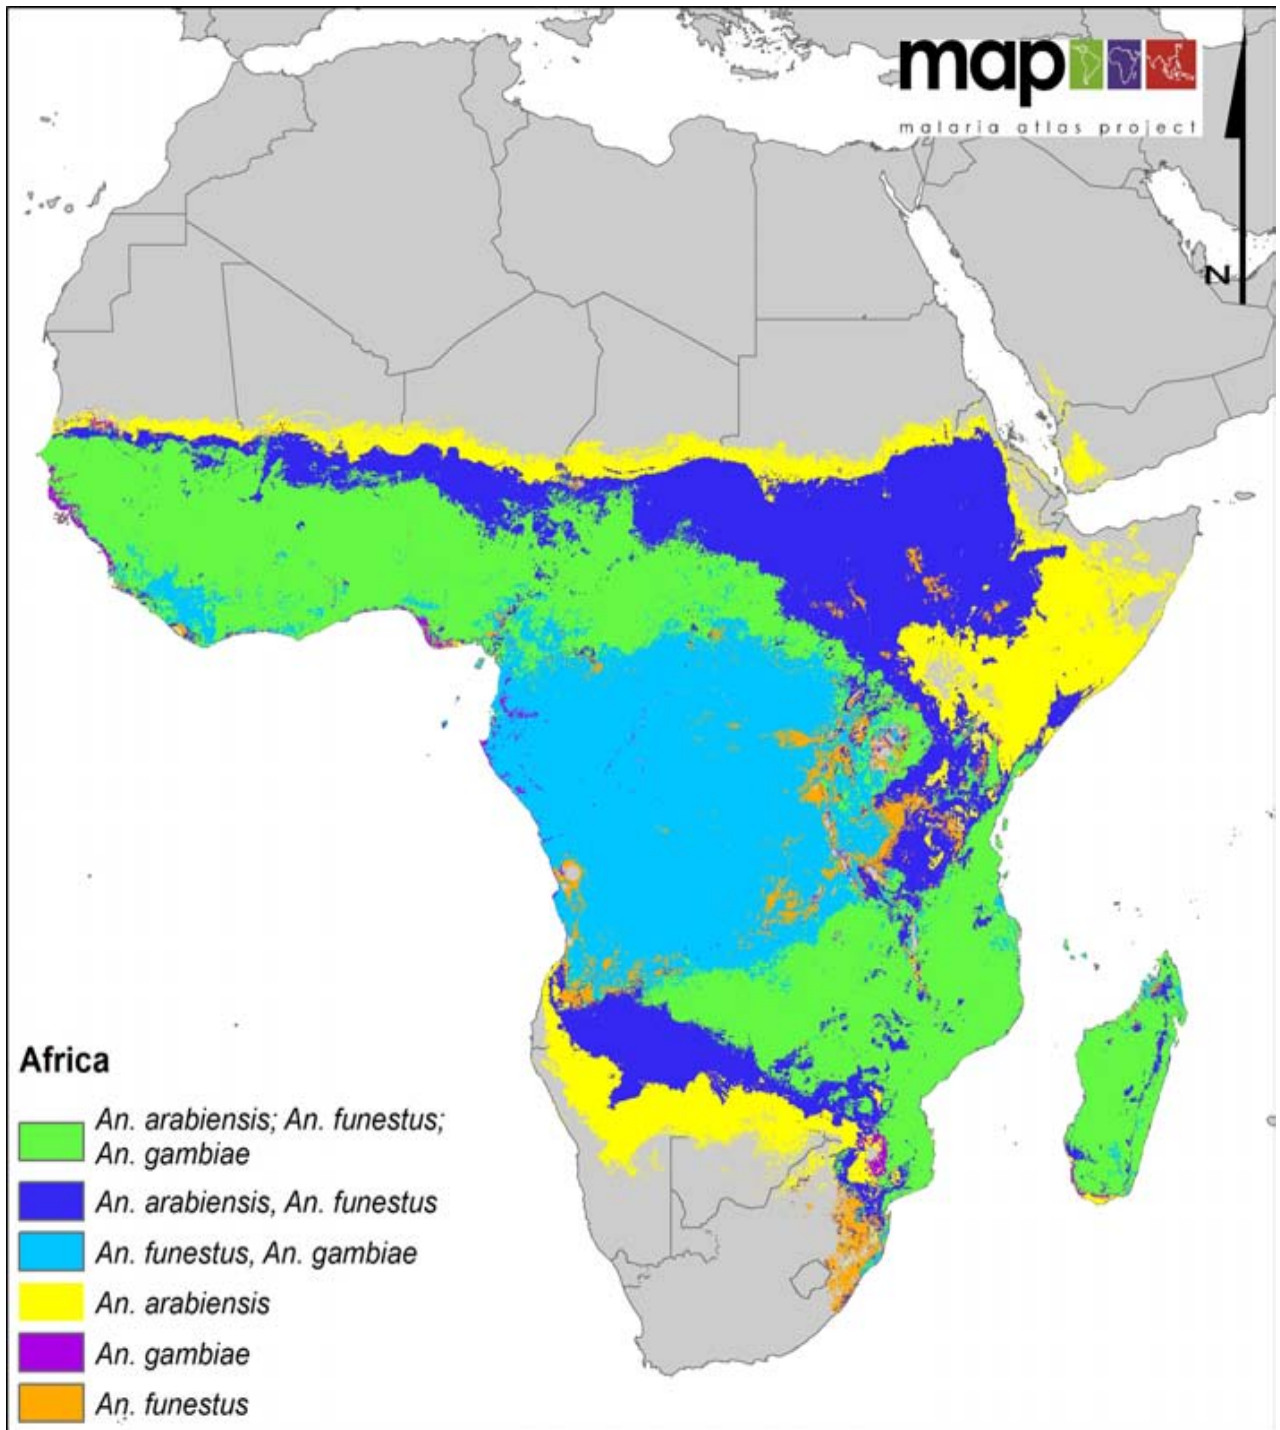 map
malaria atlas project
N
Africa
An. arabiensis; An. funestus;
An. gambiae
An. arabiensis, An. funestus
An. funestus, An. gambiae
An. arabiensis
An. gambiae
An. funestus